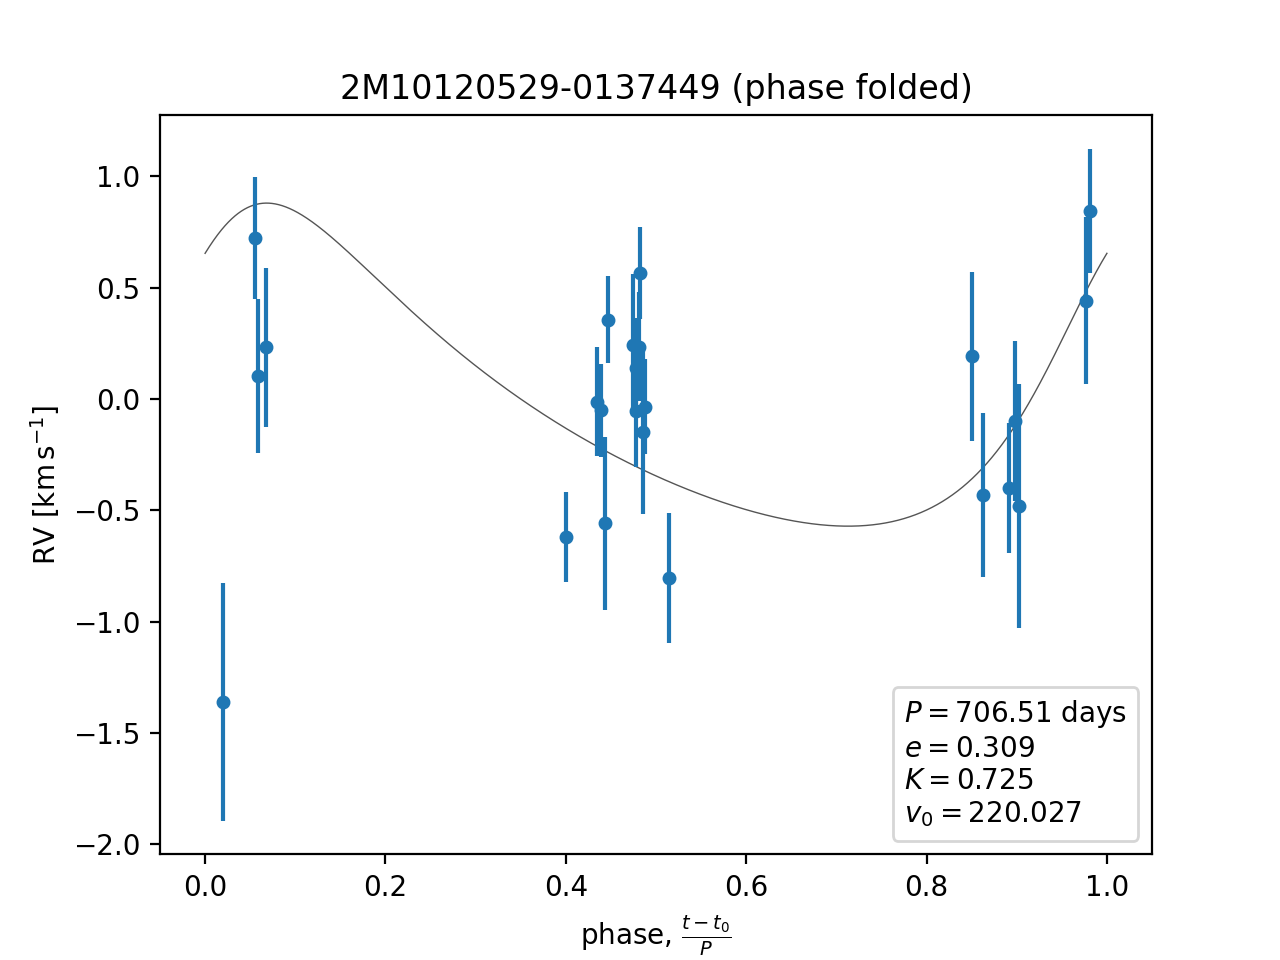 2M10120529-0137449 (phase folded)
RV [km s⁻¹]
1.0
0.5
0.0
−0.5
−1.0
−1.5
−2.0
P = 706.51 days
e = 0.309
K = 0.725
v₀ = 220.027
0.0 0.2 0.4 0.6 0.8 1.0
phase, (t − t₀)/P